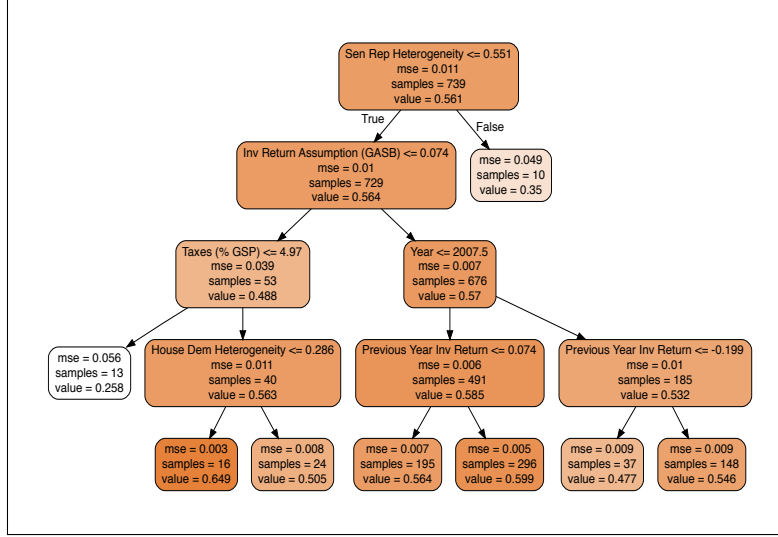 Sen Rep Heterogeneity <= 0.551
mse = 0.011
samples = 739
value = 0.561
True
False
Inv Return Assumption (GASB) <= 0.074
mse = 0.01
samples = 729
value = 0.564
mse = 0.049
samples = 10
value = 0.35
Taxes (% GSP) <= 4.97
mse = 0.039
samples = 53
value = 0.488
Year <= 2007.5
mse = 0.007
samples = 676
value = 0.57
mse = 0.056
samples = 13
value = 0.258
House Dem Heterogeneity <= 0.286
mse = 0.011
samples = 40
value = 0.563
Previous Year Inv Return <= 0.074
mse = 0.006
samples = 491
value = 0.585
Previous Year Inv Return <= -0.199
mse = 0.01
samples = 185
value = 0.532
mse = 0.003
samples = 16
value = 0.649
mse = 0.008
samples = 24
value = 0.505
mse = 0.007
samples = 195
value = 0.564
mse = 0.005
samples = 296
value = 0.599
mse = 0.009
samples = 37
value = 0.477
mse = 0.009
samples = 148
value = 0.546